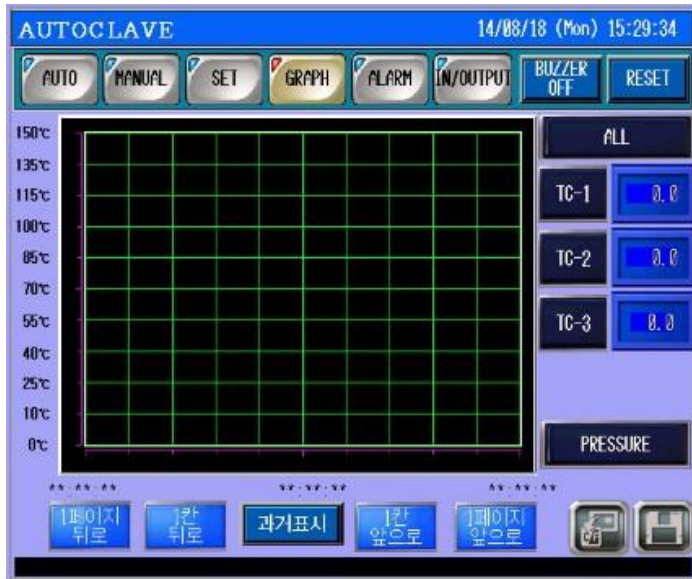 AUTOCLAVE 14/08/18 (Mon) 15:29:34
AUTO MANUAL SET GRAPH ALARM IN/OUTPUT BUZZER OFF RESET
150℃
135℃
115℃
100℃
85℃
70℃
55℃
40℃
25℃
10℃
0℃
ALL
TC-1 0.0
TC-2 0.0
TC-3 0.0
PRESSURE
**-**-** **:**:** **-**-**
1페이지 뒤로
1칸 뒤로
과거표시
1칸 앞으로
1페이지 앞으로